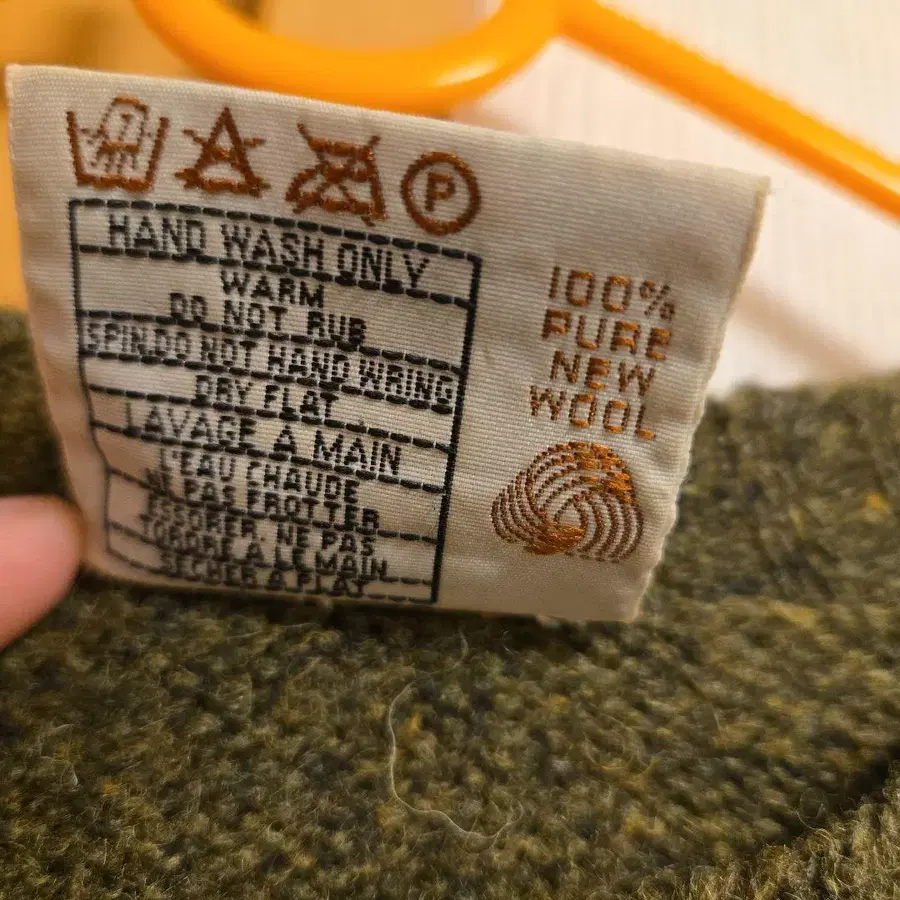 P
HAND WASH ONLY
WARM
DO NOT RUB
SPIN.DO NOT HAND WRING
DRY FLAT
LAVAGE A MAIN
L'EAU CHAUDE
NE PAS FROTTER
ESSORER. NE PAS
TORDRE A LE MAIN
SECHER A PLAT
100%
PURE
NEW
WOOL